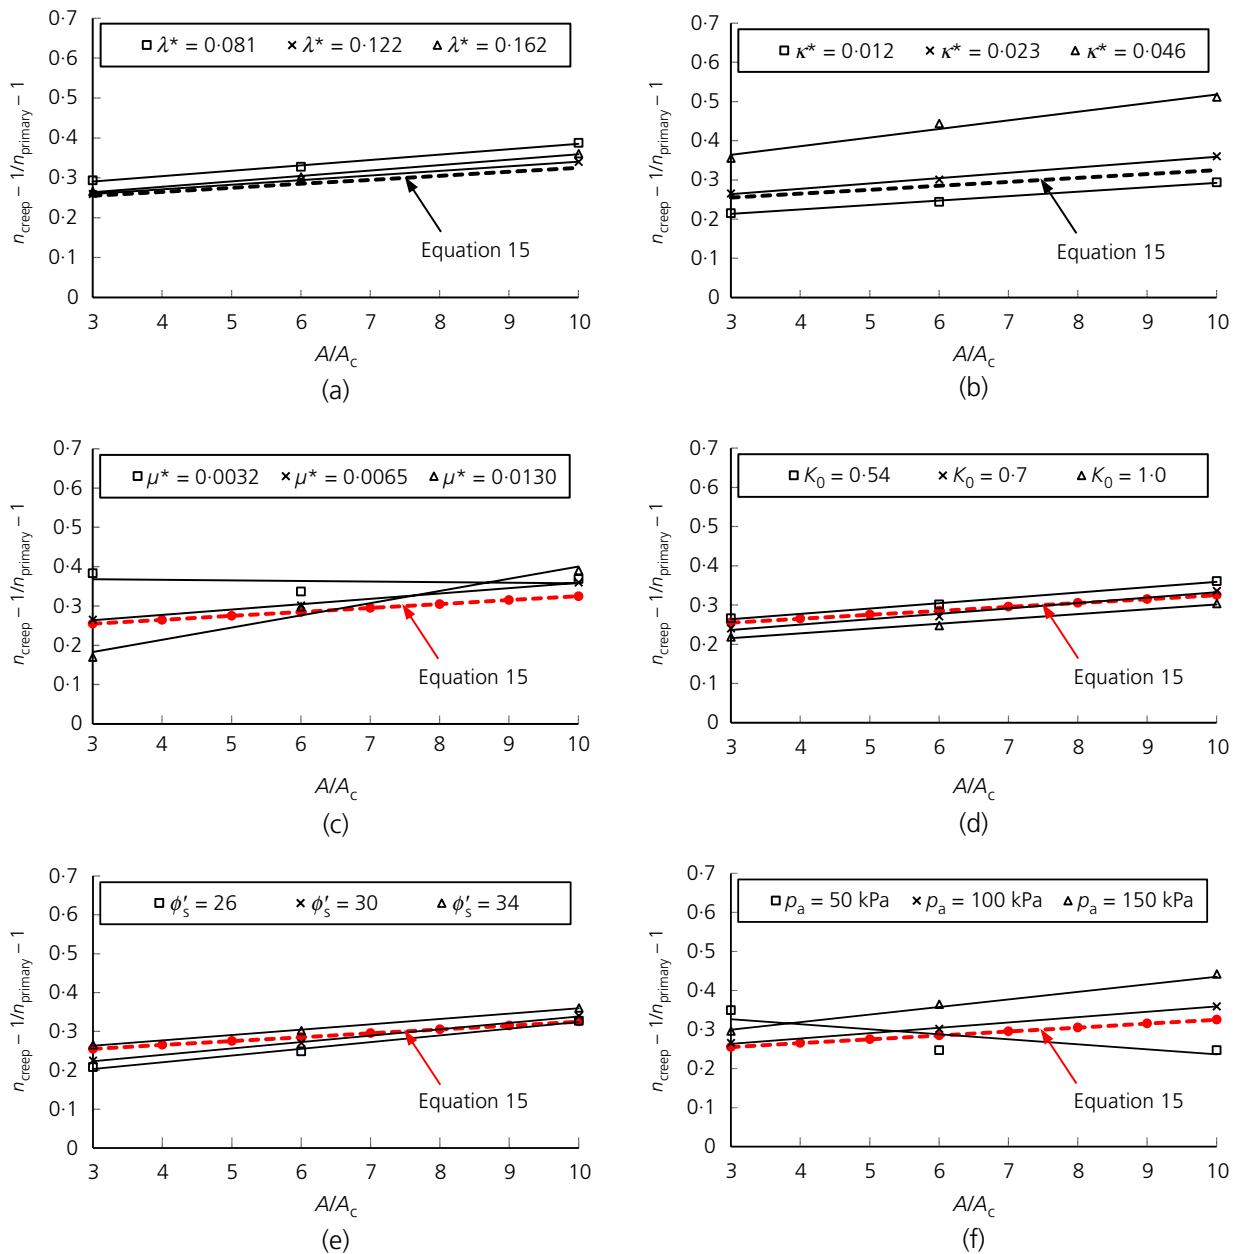 λ* = 0·081 λ* = 0·122 λ* = 0·162
0·7
0·6
0·5
0·4
0·3
0·2
0·1
0
n_creep – 1/n_primary – 1
Equation 15
3 4 5 6 7 8 9 10
A/A_c
(a)
κ* = 0·012 κ* = 0·023 κ* = 0·046
0·7
0·6
0·5
0·4
0·3
0·2
0·1
0
n_creep – 1/n_primary – 1
Equation 15
3 4 5 6 7 8 9 10
A/A_c
(b)
μ* = 0·0032 μ* = 0·0065 μ* = 0·0130
0·7
0·6
0·5
0·4
0·3
0·2
0·1
0
n_creep – 1/n_primary – 1
Equation 15
3 4 5 6 7 8 9 10
A/A_c
(c)
K_0 = 0·54 K_0 = 0·7 K_0 = 1·0
0·7
0·6
0·5
0·4
0·3
0·2
0·1
0
n_creep – 1/n_primary – 1
Equation 15
3 4 5 6 7 8 9 10
A/A_c
(d)
ϕ′_s = 26 ϕ′_s = 30 ϕ′_s = 34
0·7
0·6
0·5
0·4
0·3
0·2
0·1
0
n_creep – 1/n_primary – 1
Equation 15
3 4 5 6 7 8 9 10
A/A_c
(e)
p_a = 50 kPa p_a = 100 kPa p_a = 150 kPa
0·7
0·6
0·5
0·4
0·3
0·2
0·1
0
n_creep – 1/n_primary – 1
Equation 15
3 4 5 6 7 8 9 10
A/A_c
(f)